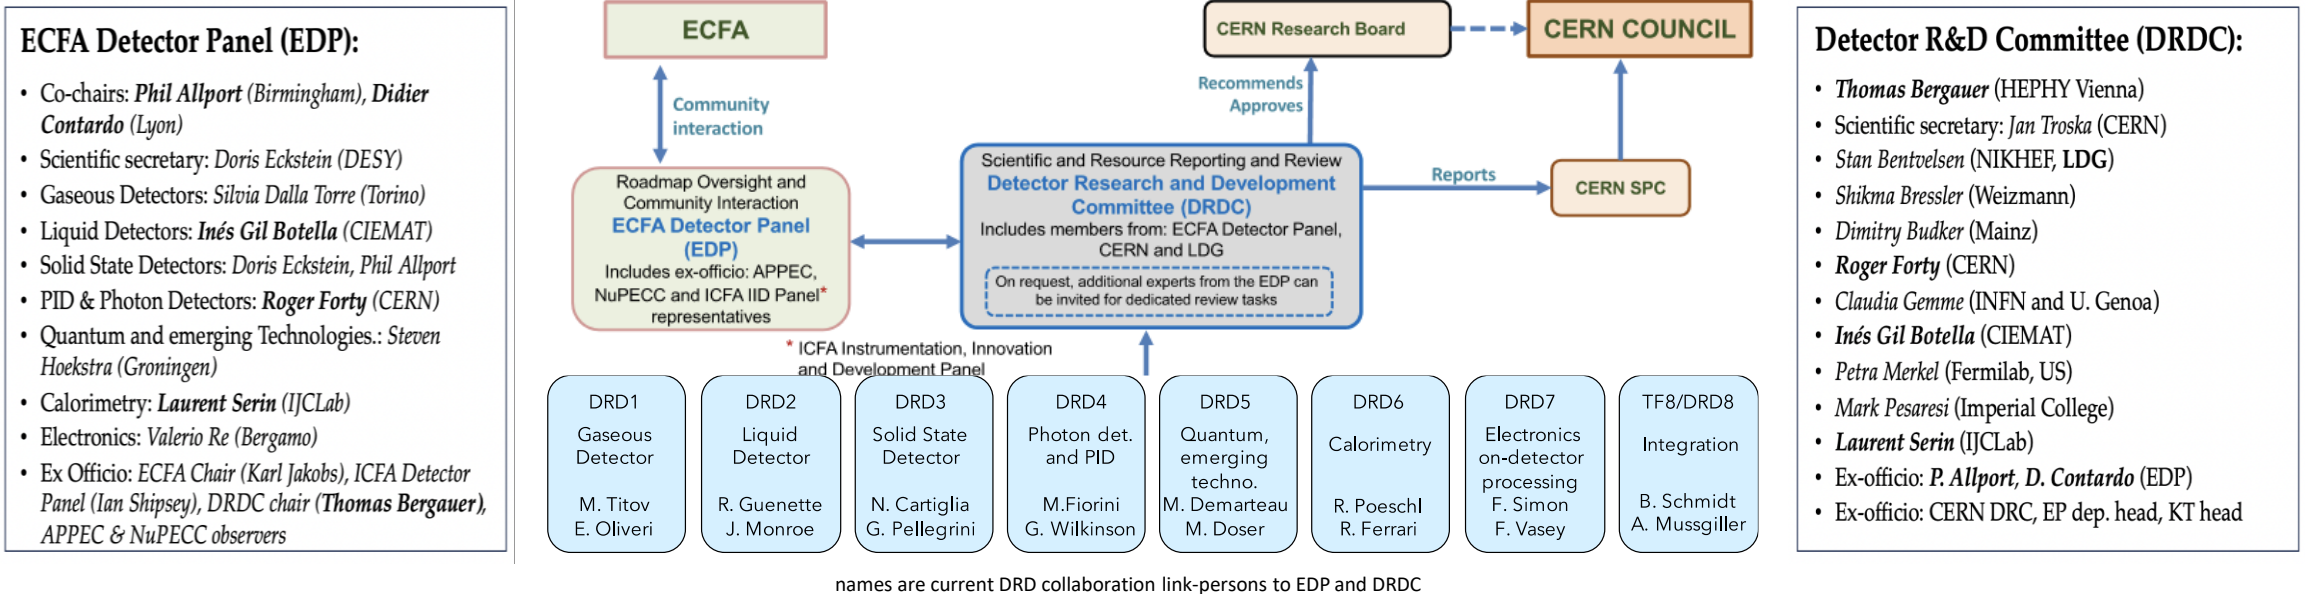 ECFA Detector Panel (EDP):
• Co-chairs: Phil Allport (Birmingham), Didier
Contardo (Lyon)
• Scientific secretary: Doris Eckstein (DESY)
• Gaseous Detectors: Silvia Dalla Torre (Torino)
• Liquid Detectors: Inés Gil Botella (CIEMAT)
• Solid State Detectors: Doris Eckstein, Phil Allport
• PID & Photon Detectors: Roger Forty (CERN)
• Quantum and emerging Technologies.: Steven
Hoekstra (Groningen)
• Calorimetry: Laurent Serin (IJCLab)
• Electronics: Valerio Re (Bergamo)
• Ex Officio: ECFA Chair (Karl Jakobs), ICFA Detector
Panel (Ian Shipsey), DRDC chair (Thomas Bergauer),
APPEC & NuPECC observers
ECFA
Community
interaction
Roadmap Oversight and
Community Interaction
ECFA Detector Panel
(EDP)
Includes ex-officio: APPEC,
NuPECC and ICFA IID Panel*
representatives
* ICFA Instrumentation, Innovation
and Development Panel
CERN Research Board
CERN COUNCIL
Recommends
Approves
Scientific and Resource Reporting and Review
Detector Research and Development
Committee (DRDC)
Includes members from: ECFA Detector Panel,
CERN and LDG
On request, additional experts from the EDP can
be invited for dedicated review tasks
Reports
CERN SPC
DRD1
Gaseous
Detector
M. Titov
E. Oliveri
DRD2
Liquid
Detector
R. Guenette
J. Monroe
DRD3
Solid State
Detector
N. Cartiglia
G. Pellegrini
DRD4
Photon det.
and PID
M.Fiorini
G. Wilkinson
DRD5
Quantum,
emerging
techno.
M. Demarteau
M. Doser
DRD6
Calorimetry
R. Poeschl
R. Ferrari
DRD7
Electronics
on-detector
processing
F. Simon
F. Vasey
TF8/DRD8
Integration
B. Schmidt
A. Mussgiller
names are current DRD collaboration link-persons to EDP and DRDC
Detector R&D Committee (DRDC):
• Thomas Bergauer (HEPHY Vienna)
• Scientific secretary: Jan Troska (CERN)
• Stan Bentvelsen (NIKHEF, LDG)
• Shikma Bressler (Weizmann)
• Dimitry Budker (Mainz)
• Roger Forty (CERN)
• Claudia Gemme (INFN and U. Genoa)
• Inés Gil Botella (CIEMAT)
• Petra Merkel (Fermilab, US)
• Mark Pesaresi (Imperial College)
• Laurent Serin (IJCLab)
• Ex-officio: P. Allport, D. Contardo (EDP)
• Ex-officio: CERN DRC, EP dep. head, KT head